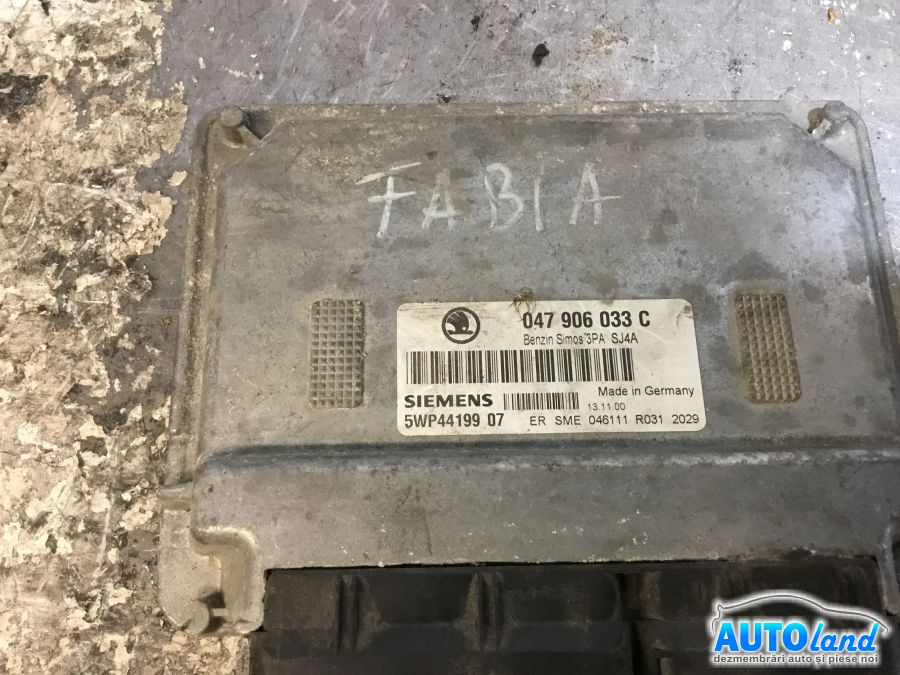 FABIA
047 906 033 C
Benzin Simos 3PA SJ4A
Made in Germany
SIEMENS
13.11.00
5WP44199 07 ER SME 046111 R031 2029
AUTOland
dezmembrări auto și piese noi